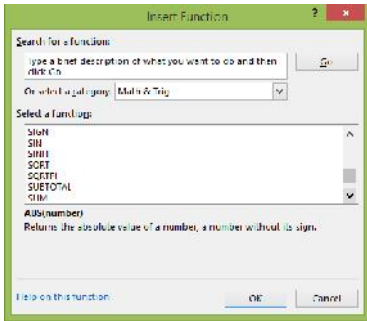 Insert Function
?
Search for a function:
Type a brief description of what you want to do and then
click Go
Go
Or select a category: Math & Trig
Select a function:
SIGN
SIN
SINH
SQRT
SQRTPI
SUBTOTAL
SUM
ABS(number)
Returns the absolute value of a number, a number without its sign.
Help on this function
OK
Cancel